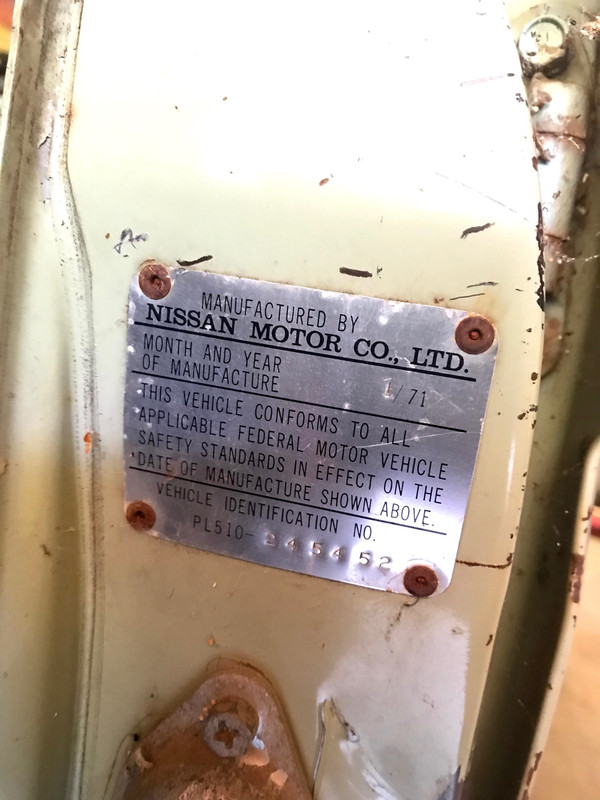 MANUFACTURED BY
NISSAN MOTOR CO., LTD.
MONTH AND YEAR
OF MANUFACTURE 1/71
THIS VEHICLE CONFORMS TO ALL
APPLICABLE FEDERAL MOTOR VEHICLE
SAFETY STANDARDS IN EFFECT ON THE
DATE OF MANUFACTURE SHOWN ABOVE.
VEHICLE IDENTIFICATION NO.
PL510-245452